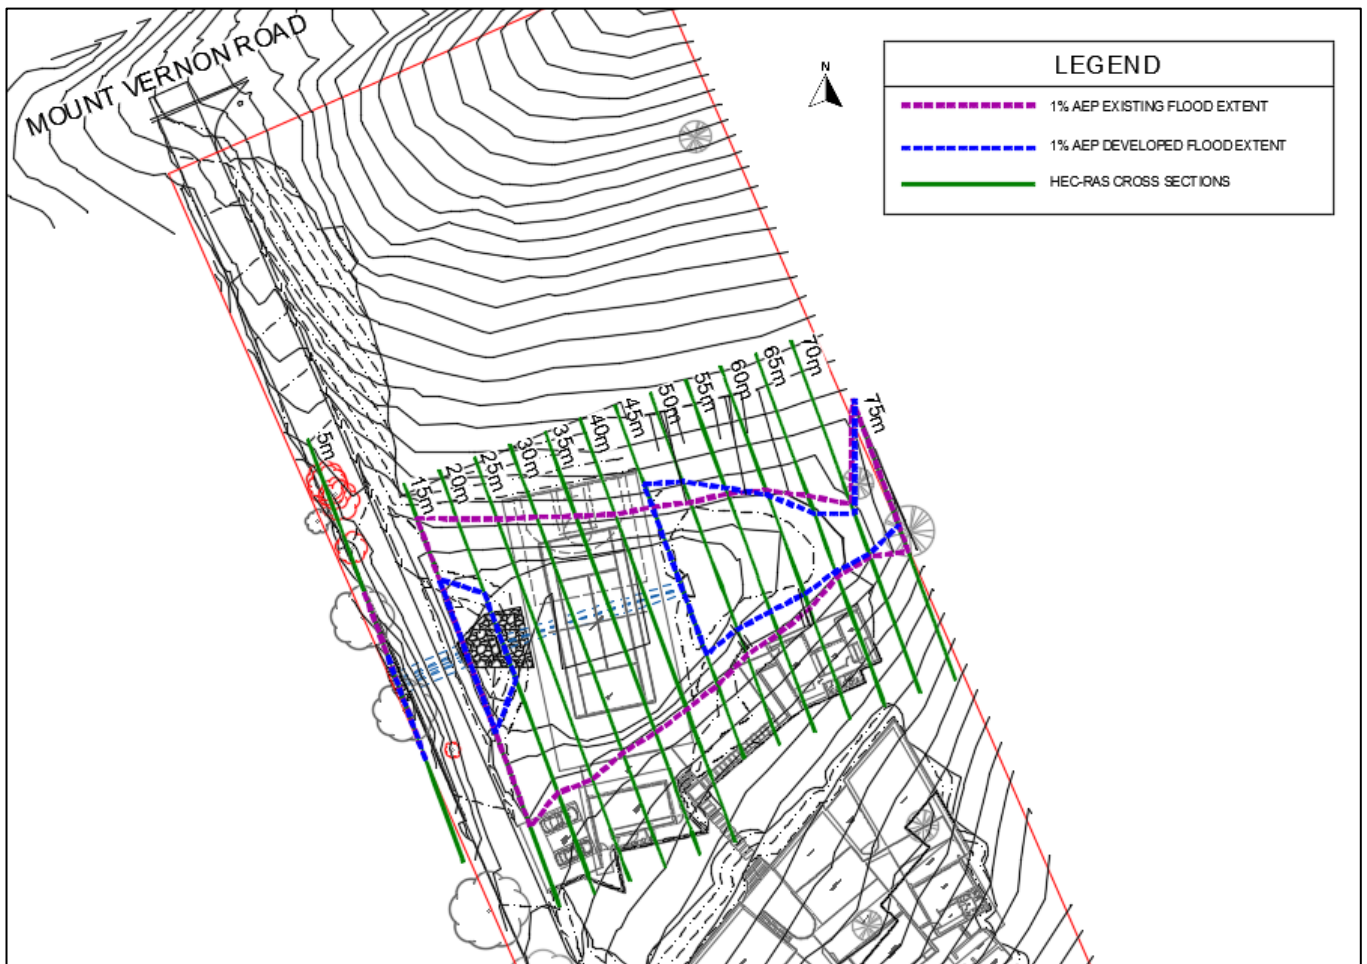 MOUNT VERNON ROAD
N
LEGEND
1% AEP EXISTING FLOOD EXTENT
1% AEP DEVELOPED FLOOD EXTENT
HEC-RAS CROSS SECTIONS
5m
15m
20m
25m
30m
35m
40m
45m
50m
55m
60m
65m
70m
75m